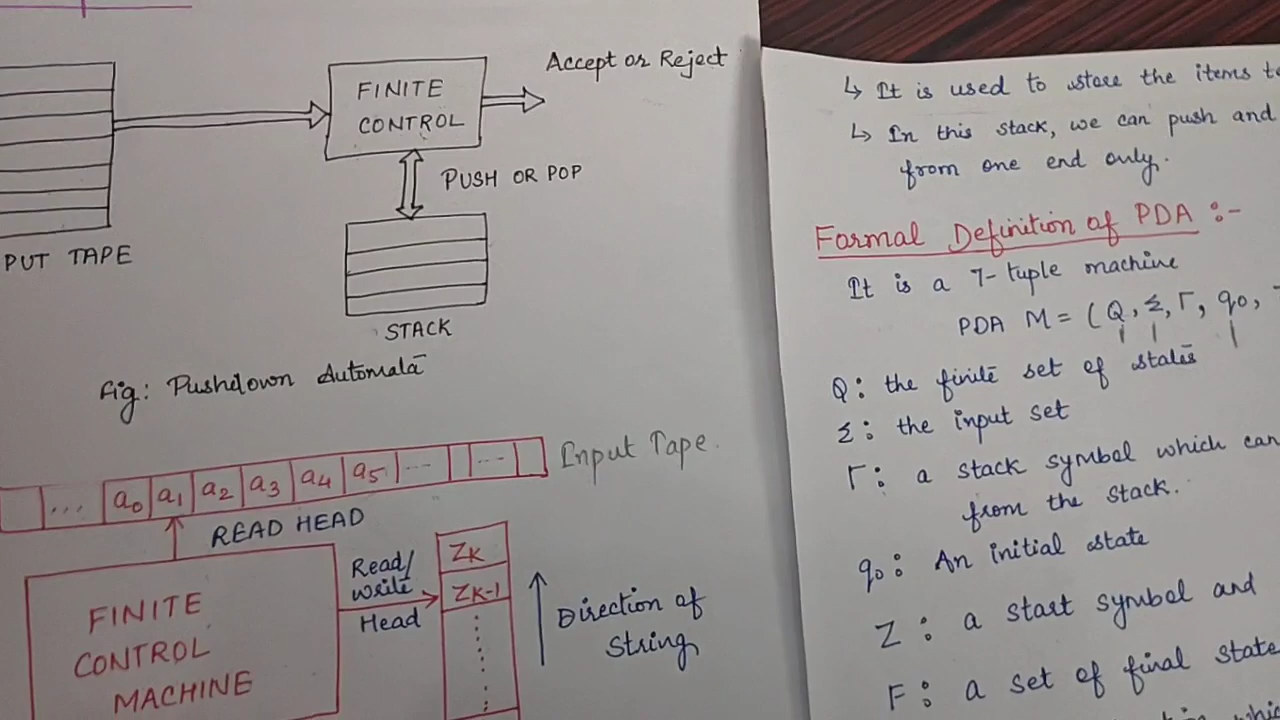 Accept or Reject
FINITE
CONTROL
PUSH OR POP
PUT TAPE
STACK
Fig: Pushdown Automata
... a0 a1 a2 a3 a4 a5 --- ---
Input Tape
READ HEAD
FINITE
CONTROL
MACHINE
Read/
write
Head
ZK
ZK-1
Direction of
String
↳ It is used to store the items
↳ In this stack, we can push and
from one end only.
Formal Definition of PDA :-
It is a 7-tuple machine
PDA M = (Q, Σ, Γ, q0,
Q: the finite set of states
Σ: the input set
Γ: a stack symbol which can
from the stack.
q0: An initial state
Z: a start symbol and
F: a set of final state